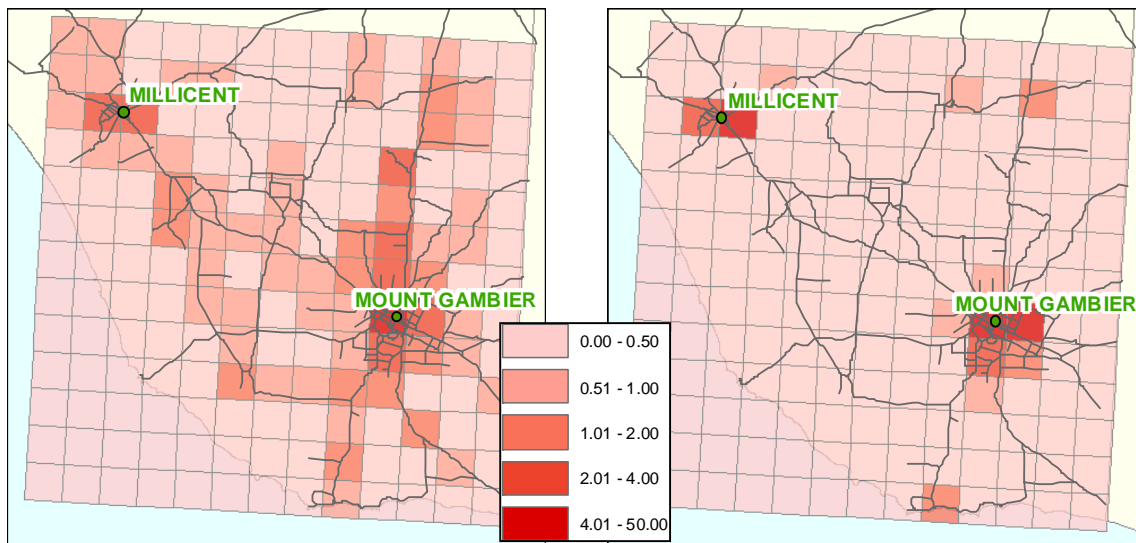 MILLICENT
MOUNT GAMBIER
0.00 - 0.50
0.51 - 1.00
1.01 - 2.00
2.01 - 4.00
4.01 - 50.00
MILLICENT
MOUNT GAMBIER